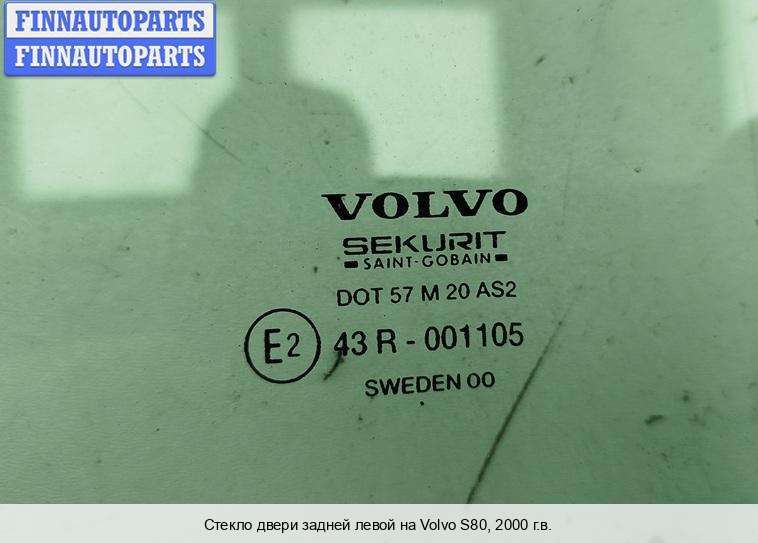 FINNAUTOPARTS
FINNAUTOPARTS
VOLVO
SEKURIT
SAINT-GOBAIN
DOT 57 M 20 AS2
E2 43 R - 001105
SWEDEN 00
Стекло двери задней левой на Volvo S80, 2000 г.в.